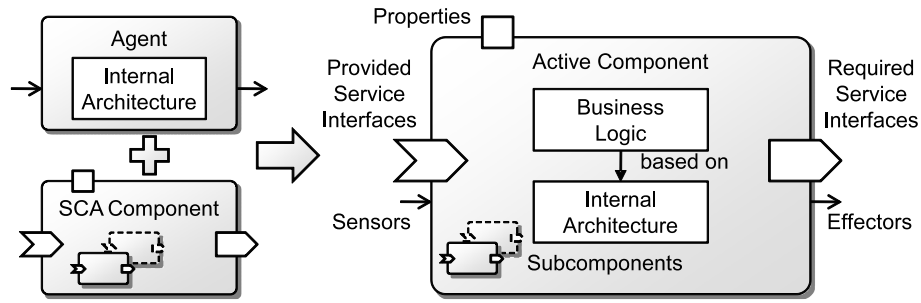 Agent
Internal
Architecture
SCA Component
Properties
Provided
Service
Interfaces
Sensors
Active Component
Business
Logic
based on
Internal
Architecture
Subcomponents
Required
Service
Interfaces
Effectors